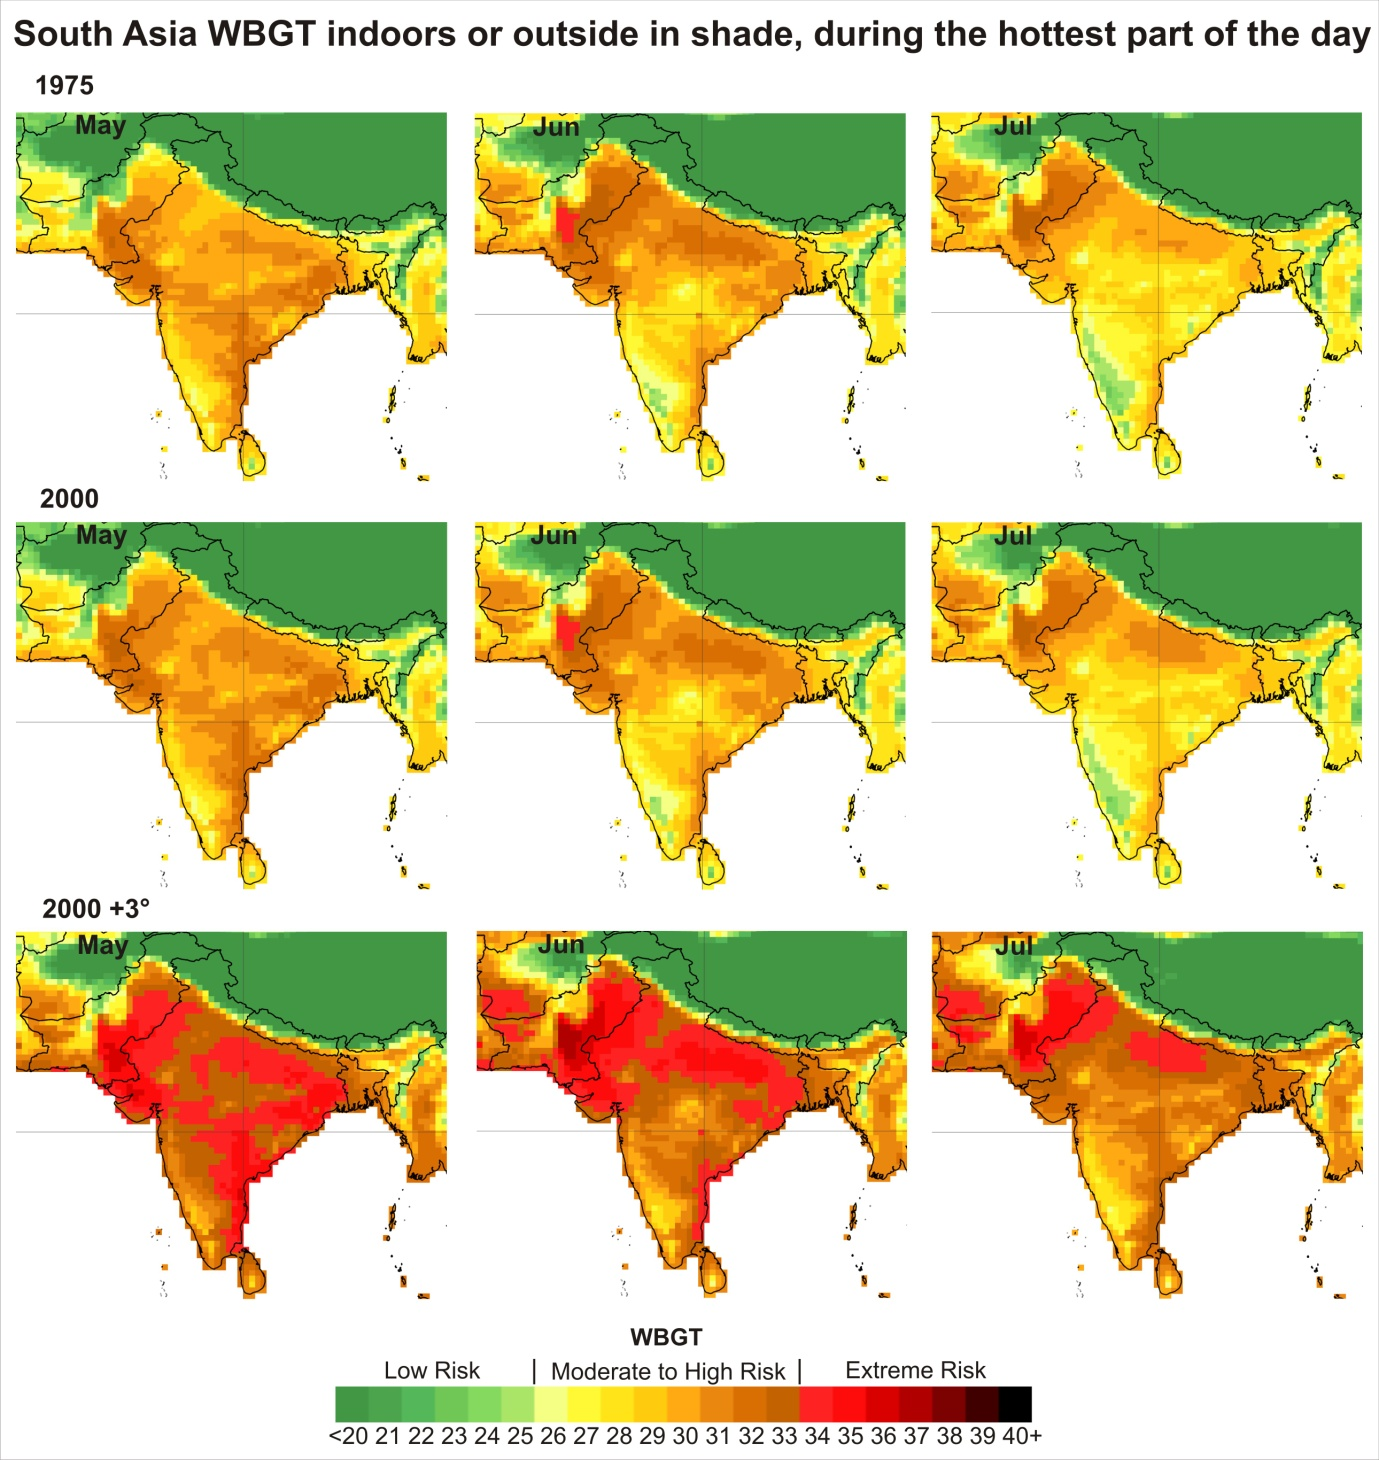 South Asia WBGT indoors or outside in shade, during the hottest part of the day
1975
May
Jun
Jul
2000
May
Jun
Jul
2000 +3°
May
Jun
Jul
WBGT
Low Risk | Moderate to High Risk | Extreme Risk
<20 21 22 23 24 25 26 27 28 29 30 31 32 33 34 35 36 37 38 39 40+